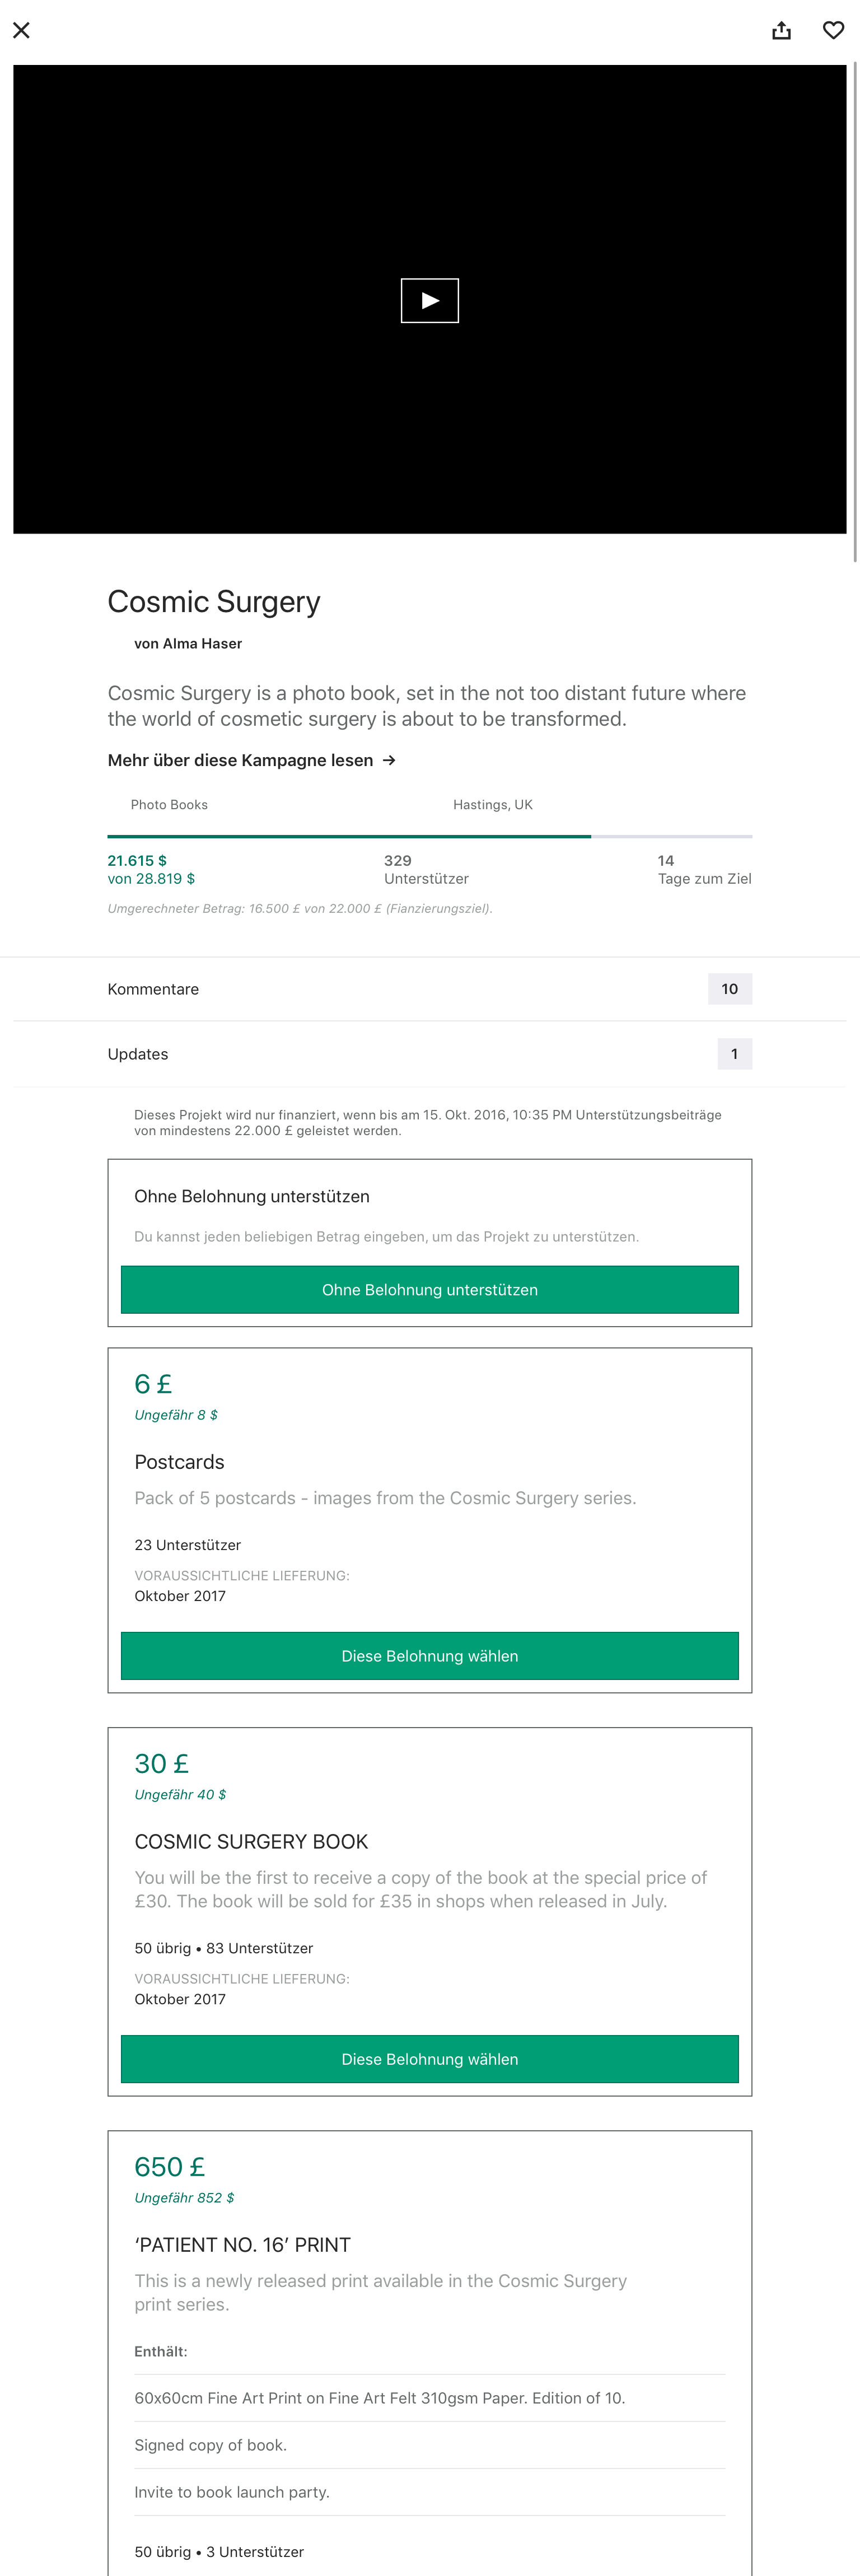 Cosmic Surgery
von Alma Haser
Cosmic Surgery is a photo book, set in the not too distant future where
the world of cosmetic surgery is about to be transformed.
Mehr über diese Kampagne lesen →
Photo Books
Hastings, UK
21.615 $
von 28.819 $
329
Unterstützer
14
Tage zum Ziel
Umgerechneter Betrag: 16.500 £ von 22.000 £ (Fianzierungsziel).
Kommentare
10
Updates
1
Dieses Projekt wird nur finanziert, wenn bis am 15. Okt. 2016, 10:35 PM Unterstützungsbeiträge
von mindestens 22.000 £ geleistet werden.
Ohne Belohnung unterstützen
Du kannst jeden beliebigen Betrag eingeben, um das Projekt zu unterstützen.
Ohne Belohnung unterstützen
6 £
Ungefähr 8 $
Postcards
Pack of 5 postcards - images from the Cosmic Surgery series.
23 Unterstützer
VORAUSSICHTLICHE LIEFERUNG:
Oktober 2017
Diese Belohnung wählen
30 £
Ungefähr 40 $
COSMIC SURGERY BOOK
You will be the first to receive a copy of the book at the special price of
£30. The book will be sold for £35 in shops when released in July.
50 übrig • 83 Unterstützer
VORAUSSICHTLICHE LIEFERUNG:
Oktober 2017
Diese Belohnung wählen
650 £
Ungefähr 852 $
‘PATIENT NO. 16’ PRINT
This is a newly released print available in the Cosmic Surgery
print series.
Enthält:
60x60cm Fine Art Print on Fine Art Felt 310gsm Paper. Edition of 10.
Signed copy of book.
Invite to book launch party.
50 übrig • 3 Unterstützer